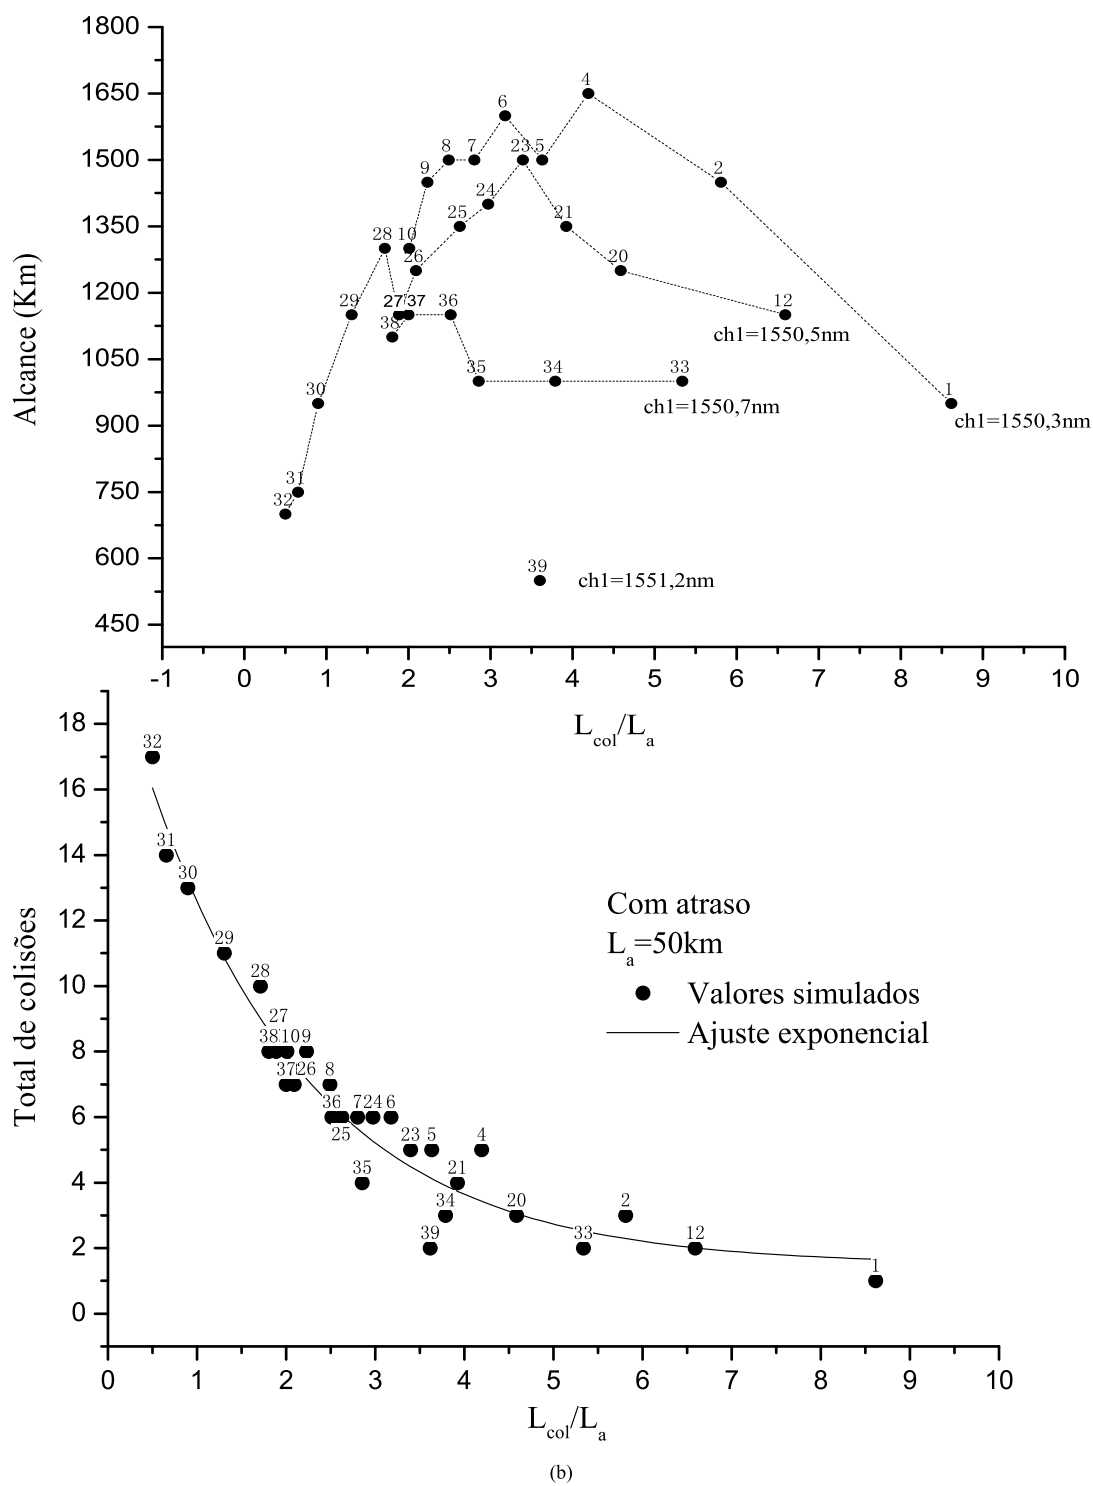 1800
4
1650
6
8 7 23 5
1500
9 2
24
25 21
1350
28 10
26 20
1200
29 27 37 36 12
38 ch1=1550,5nm
1050
35 34 33
30 ch1=1550,7nm 1
900 ch1=1550,3nm
31
750
32
600
39 ch1=1551,2nm
450
Alcance (Km)
-1 0 1 2 3 4 5 6 7 8 9 10
Lcol/La
18
32
16
31
14
30
12
29
28
10
27
38 10 9
8
37 26 8
36 7 24 6
6
25 23 5 4
35 21
4
34 20 2
39 33 12
2
1
0
Total de colisões
Com atraso
La=50km
Valores simulados
Ajuste exponencial
0 1 2 3 4 5 6 7 8 9 10
Lcol/La
(b)